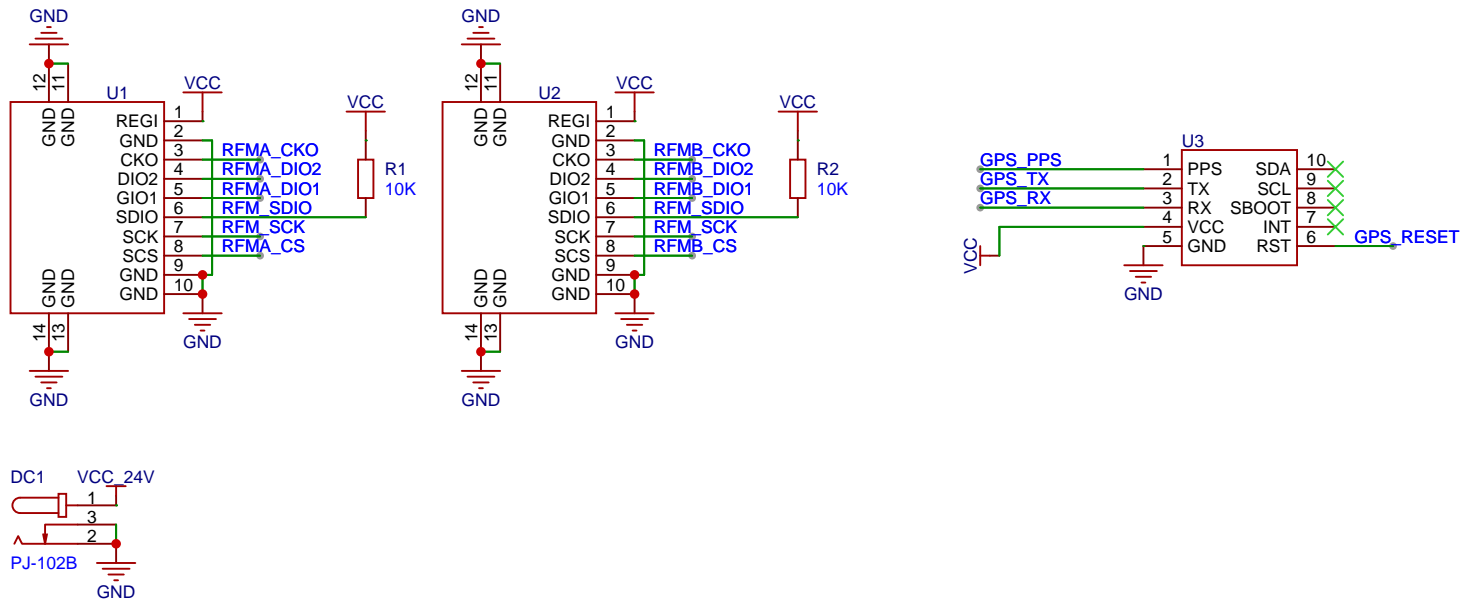 GND
12
11
GND
GND
U1
VCC
REGI 1
GND 2
CKO 3 RFMA_CKO
DIO2 4 RFMA_DIO2
GIO1 5 RFMA_DIO1
SDIO 6 RFM_SDIO
SCK 7 RFM_SCK
SCS 8 RFMA_CS
GND 9
GND 10
GND
GND
GND
14
13
GND
VCC
R1
10K
GND
12
11
GND
GND
U2
VCC
REGI 1
GND 2
CKO 3 RFMB_CKO
DIO2 4 RFMB_DIO2
GIO1 5 RFMB_DIO1
SDIO 6 RFM_SDIO
SCK 7 RFM_SCK
SCS 8 RFMB_CS
GND 9
GND 10
GND
GND
GND
14
13
GND
VCC
R2
10K
U3
GPS_PPS 1 PPS SDA 10
GPS_TX 2 TX SCL 9
GPS_RX 3 RX SBOOT 8
4 VCC INT 7
5 GND RST 6 GPS_RESET
VCC
GND
DC1 VCC_24V
1
3
2
PJ-102B
GND